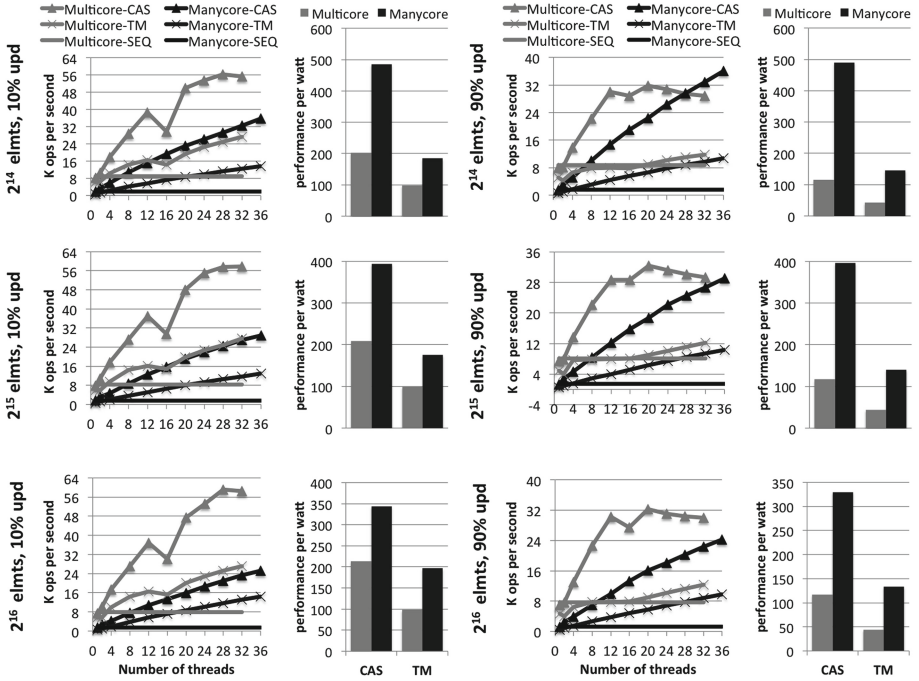 Multicore-CAS Manycore-CAS
Multicore-TM Manycore-TM
Multicore-SEQ Manycore-SEQ
Multicore Manycore
2^14 elmts, 10% upd
K ops per second
64
56
48
40
32
24
16
8
0
0 4 8 12 16 20 24 28 32 36
performance per watt
600
500
400
300
200
100
0
Multicore-CAS Manycore-CAS
Multicore-TM Manycore-TM
Multicore-SEQ Manycore-SEQ
Multicore Manycore
2^14 elmts, 90% upd
K ops per second
40
32
24
16
8
0
0 4 8 12 16 20 24 28 32 36
performance per watt
600
500
400
300
200
100
0
2^15 elmts, 10% upd
K ops per second
64
56
48
40
32
24
16
8
0
0 4 8 12 16 20 24 28 32 36
performance per watt
400
300
200
100
0
2^15 elmts, 90% upd
K ops per second
36
28
20
12
4
-4
0 4 8 12 16 20 24 28 32 36
performance per watt
400
300
200
100
0
2^16 elmts, 10% upd
K ops per second
64
56
48
40
32
24
16
8
0
0 4 8 12 16 20 24 28 32 36
Number of threads
performance per watt
400
350
300
250
200
150
100
50
0
CAS TM
2^16 elmts, 90% upd
K ops per second
40
32
24
16
8
0
0 4 8 12 16 20 24 28 32 36
Number of threads
performance per watt
350
300
250
200
150
100
50
0
CAS TM